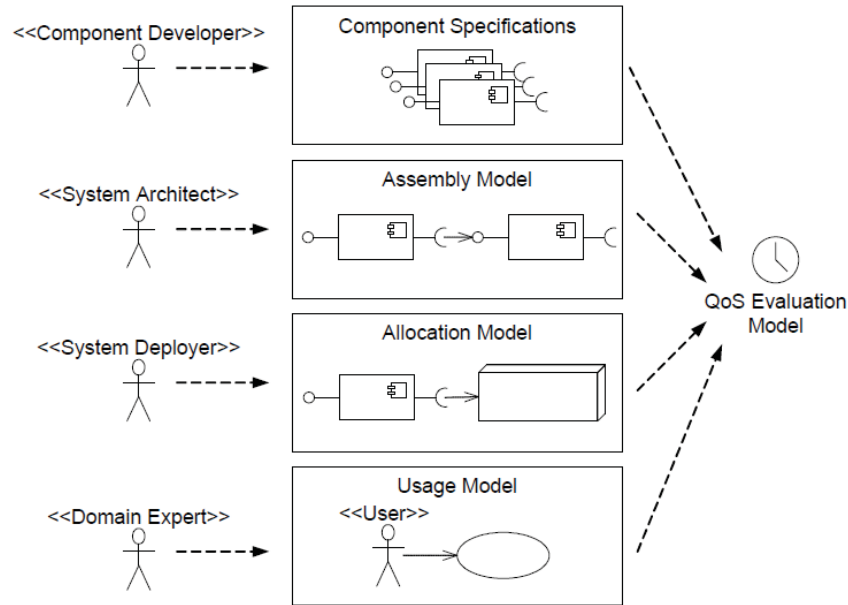 <<Component Developer>>
Component Specifications
<<System Architect>>
Assembly Model
<<System Deployer>>
Allocation Model
<<Domain Expert>>
Usage Model
<<User>>
QoS Evaluation
Model